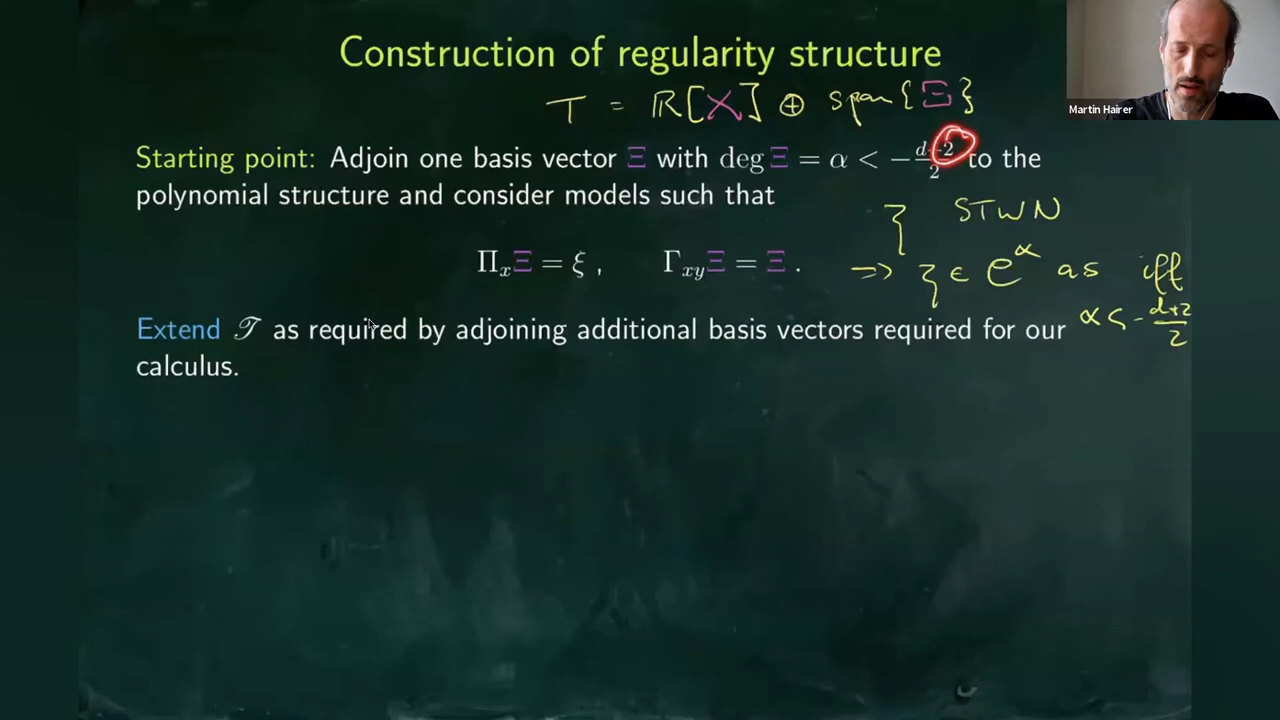 Construction of regularity structure
Martin Hairer
T = ℝ[X] ⊕ span{Ξ}
Starting point: Adjoin one basis vector Ξ with deg Ξ = α < −(d+2)/2 to the
polynomial structure and consider models such that
ξ STWN
Π_xΞ = ξ ,    Γ_xyΞ = Ξ .
⇒ ξ ∈ C^α as iff
α < −(d+2)/2
Extend 𝒯 as required by adjoining additional basis vectors required for our
calculus.